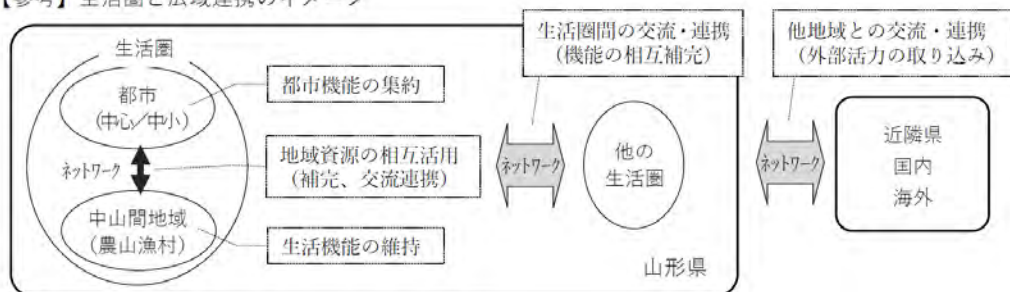 【参考】生活圏と広域連携のイメージ
生活圏間の交流・連携
（機能の相互補完）
他地域との交流・連携
（外部活力の取り込み）
生活圏
都市
（中心／中小）
都市機能の集約
ネットワーク
地域資源の相互活用
（補完、交流連携）
中山間地域
（農山漁村）
生活機能の維持
ネットワーク
他の
生活圏
ネットワーク
近隣県
国内
海外
山形県